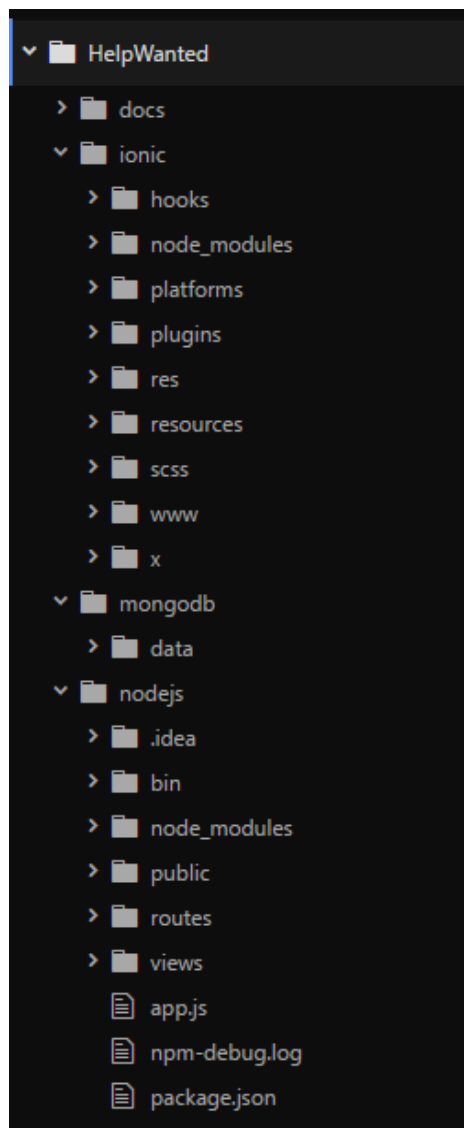 HelpWanted
docs
ionic
hooks
node_modules
platforms
plugins
res
resources
scss
www
x
mongodb
data
nodejs
.idea
bin
node_modules
public
routes
views
app.js
npm-debug.log
package.json